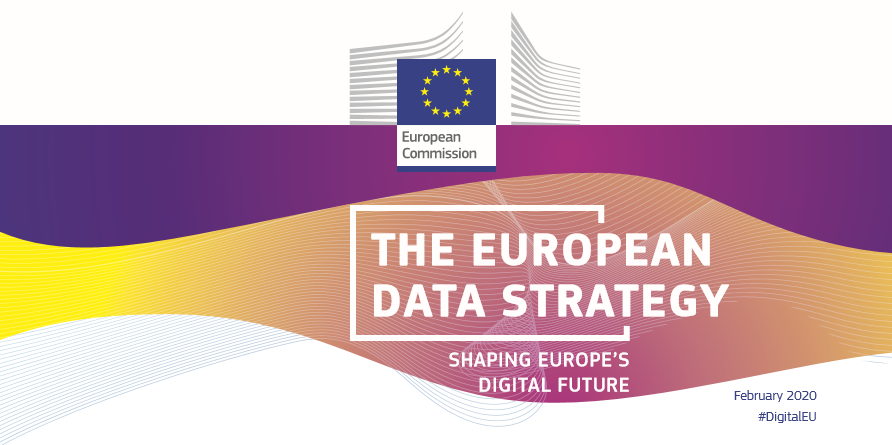 European
Commission
THE EUROPEAN
DATA STRATEGY
SHAPING EUROPE'S
DIGITAL FUTURE
February 2020
#DigitalEU